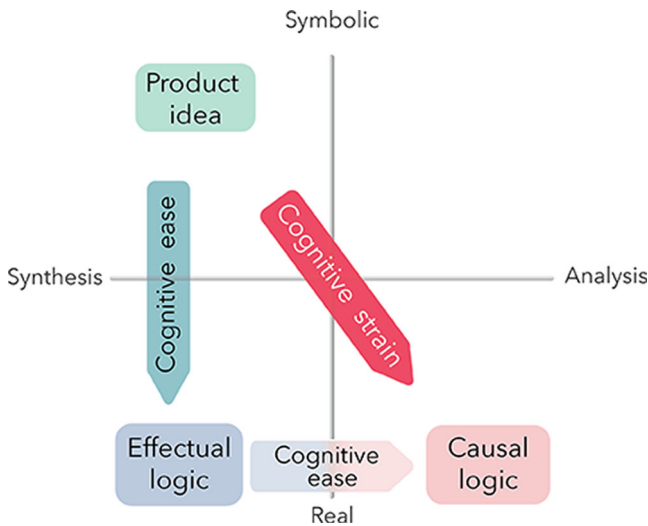 Symbolic
Product
idea
Cognitive ease
Cognitive strain
Synthesis
Analysis
Effectual
logic
Cognitive
ease
Causal
logic
Real